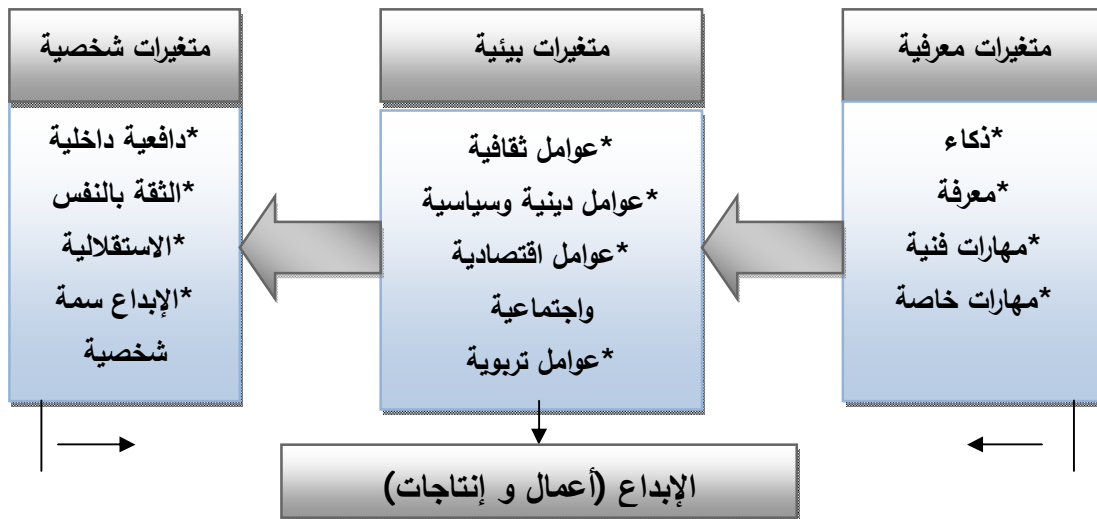 متغيرات معرفية
*ذكاء
*معرفة
*مهارات فنية
*مهارات خاصة
متغيرات بيئية
*عوامل ثقافية
*عوامل دينية وسياسية
*عوامل اقتصادية
واجتماعية
*عوامل تربوية
متغيرات شخصية
*دافعية داخلية
*الثقة بالنفس
*الاستقلالية
*الإبداع سمة
شخصية
الإبداع (أعمال و إنتاجات)